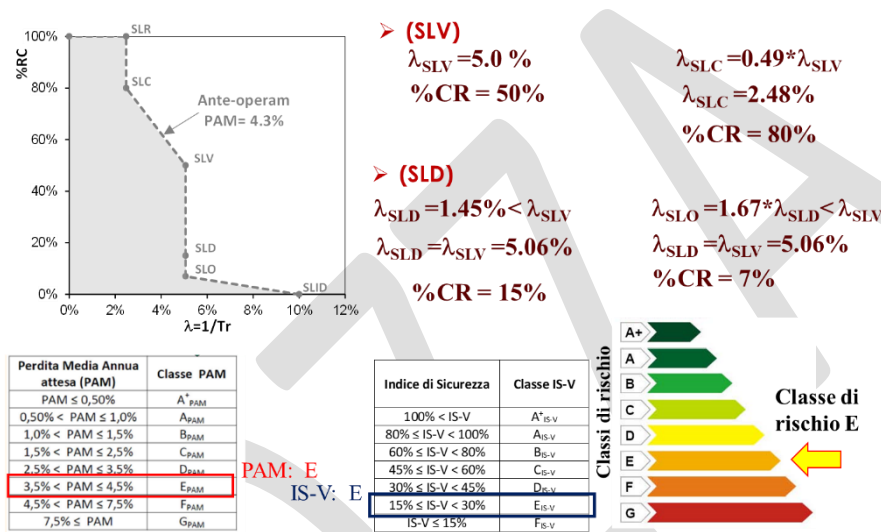 SLR
100%
%RC
SLC
80%
Ante-operam
PAM= 4.3%
60%
SLV
40%
20%
SLD
SLO
0%
SLID
0% 2% 4% 6% 8% 10% 12%
λ=1/Tr
➢ (SLV)
λSLV =5.0 %
%CR = 50%
λSLC =0.49*λSLV
λSLC =2.48%
%CR = 80%
➢ (SLD)
λSLD =1.45%< λSLV
λSLD =λSLV =5.06%
%CR = 15%
λSLO =1.67*λSLD< λSLV
λSLD =λSLV =5.06%
%CR = 7%
Perdita Media Annua attesa (PAM) Classe PAM
PAM ≤ 0,50% A+PAM
0,50% < PAM ≤ 1,0% APAM
1,0% < PAM ≤ 1,5% BPAM
1,5% < PAM ≤ 2,5% CPAM
2,5% < PAM ≤ 3,5% DPAM
3,5% < PAM ≤ 4,5% EPAM
4,5% < PAM ≤ 7,5% FPAM
7,5% ≤ PAM GPAM
PAM: E
IS-V: E
Indice di Sicurezza Classe IS-V
100% < IS-V A+IS-V
80% ≤ IS-V < 100% AIS-V
60% ≤ IS-V < 80% BIS-V
45% ≤ IS-V < 60% CIS-V
30% ≤ IS-V < 45% DIS-V
15% ≤ IS-V < 30% EIS-V
IS-V ≤ 15% FIS-V
Classi di rischio
A+
A
B
C
D
E
F
G
Classe di
rischio E